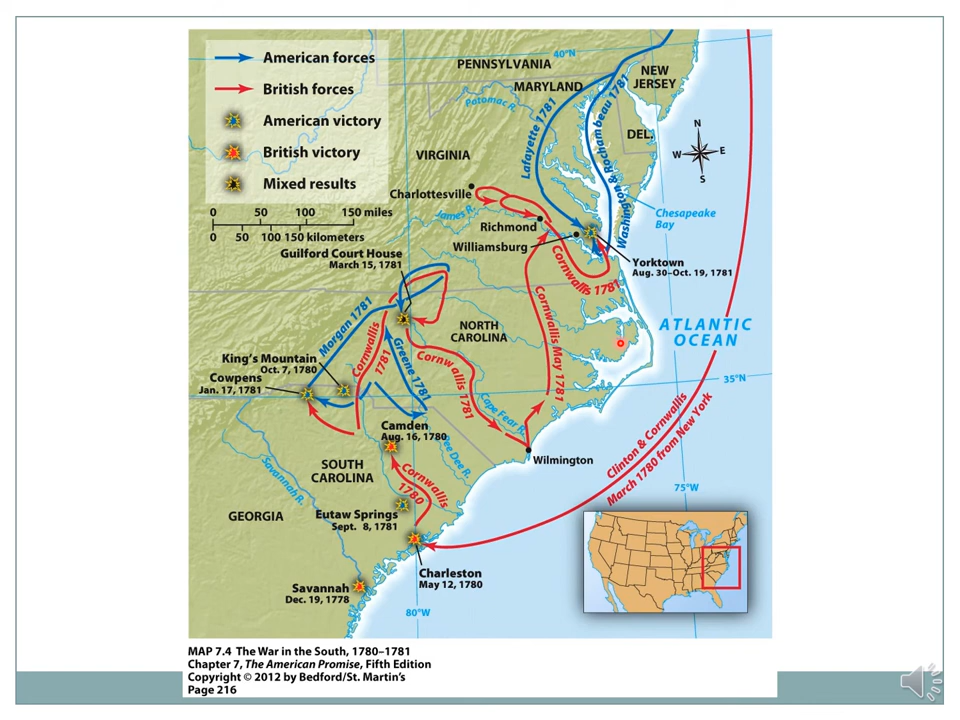 American forces
British forces
American victory
British victory
Mixed results
0 50 100 150 miles
0 50 100 150 kilometers
40°N
PENNSYLVANIA
NEW
JERSEY
MARYLAND
Potomac R.
DEL.
N
W E
S
VIRGINIA
Lafayette 1781
Washington & Rochambeau 1781
Charlottesville
James R.
Richmond
Williamsburg
Chesapeake
Bay
Guilford Court House
March 15, 1781
Yorktown
Aug. 30–Oct. 19, 1781
Cornwallis 1781
Morgan 1781
NORTH
CAROLINA
ATLANTIC
OCEAN
King's Mountain
Oct. 7, 1780
Cowpens
Jan. 17, 1781
Cornwallis
1781
Greene 1781
Cornwallis 1781
Cornwallis May 1781
35°N
Cape Fear R.
Camden
Aug. 16, 1780
Pee Dee R.
Wilmington
Clinton & Cornwallis
March 1780 from New York
SOUTH
CAROLINA
Cornwallis
1780
Savannah R.
75°W
GEORGIA
Eutaw Springs
Sept. 8, 1781
Charleston
May 12, 1780
Savannah
Dec. 19, 1778
80°W
MAP 7.4 The War in the South, 1780–1781
Chapter 7, The American Promise, Fifth Edition
Copyright © 2012 by Bedford/St. Martin's
Page 216